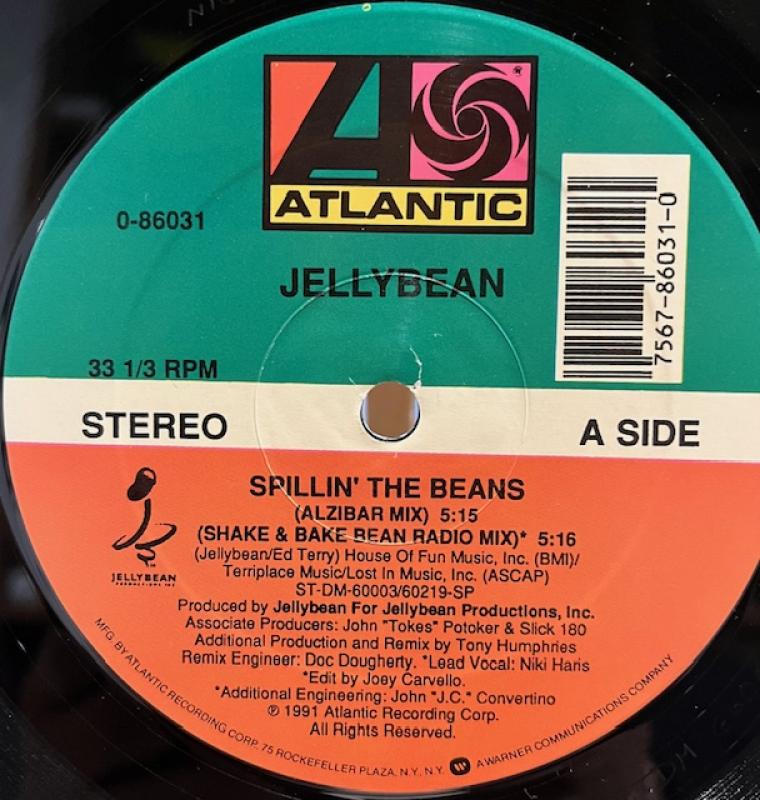 ATLANTIC
0-86031
JELLYBEAN
7567-86031-0
33 1/3 RPM
STEREO
A SIDE
SPILLIN' THE BEANS
(ALZIBAR MIX) 5:15
(SHAKE & BAKE BEAN RADIO MIX)* 5:16
(Jellybean/Ed Terry) House Of Fun Music, Inc. (BMI)/
Terriplace Music/Lost In Music, Inc. (ASCAP)
ST-DM-60003/60219-SP
JELLYBEAN
PRODUCTIONS INC
Produced by Jellybean For Jellybean Productions, Inc.
Associate Producers: John "Tokes" Potoker & Slick 180
Additional Production and Remix by Tony Humphries
Remix Engineer: Doc Dougherty. *Lead Vocal: Niki Haris
*Edit by Joey Carvello.
*Additional Engineering: John "J.C." Convertino
℗ 1991 Atlantic Recording Corp.
All Rights Reserved.
MFG. BY ATLANTIC RECORDING CORP. 75 ROCKEFELLER PLAZA, N.Y., N.Y. A WARNER COMMUNICATIONS COMPANY